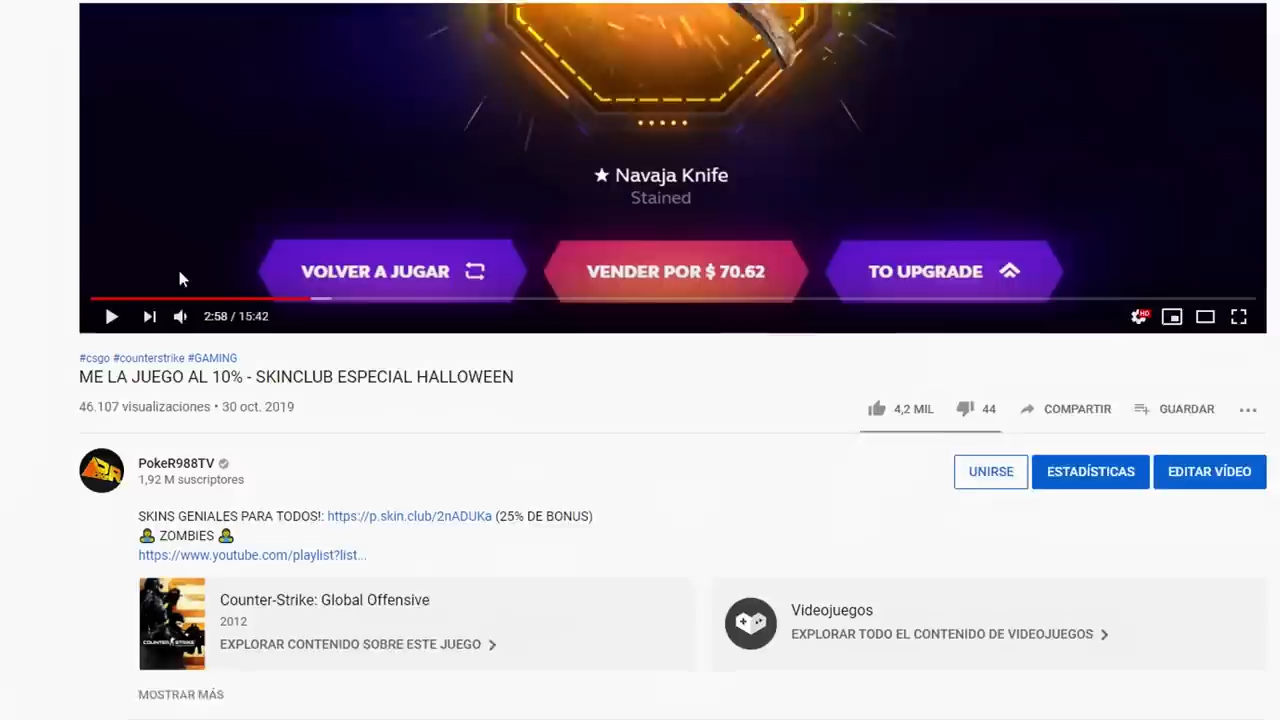 ★ Navaja Knife
Stained
VOLVER A JUGAR
VENDER POR $ 70.62
TO UPGRADE
2:58 / 15:42
HD
#csgo #counterstrike #GAMING
ME LA JUEGO AL 10% - SKINCLUB ESPECIAL HALLOWEEN
46.107 visualizaciones • 30 oct. 2019
4,2 MIL
44
COMPARTIR
GUARDAR
PokeR988TV
1,92 M suscriptores
UNIRSE
ESTADÍSTICAS
EDITAR VÍDEO
SKINS GENIALES PARA TODOS!: https://p.skin.club/2nADUKa (25% DE BONUS)
🧟 ZOMBIES 🧟
https://www.youtube.com/playlist?list...
Counter-Strike: Global Offensive
2012
EXPLORAR CONTENIDO SOBRE ESTE JUEGO
COUNTER STRIKE
Videojuegos
EXPLORAR TODO EL CONTENIDO DE VIDEOJUEGOS
MOSTRAR MÁS